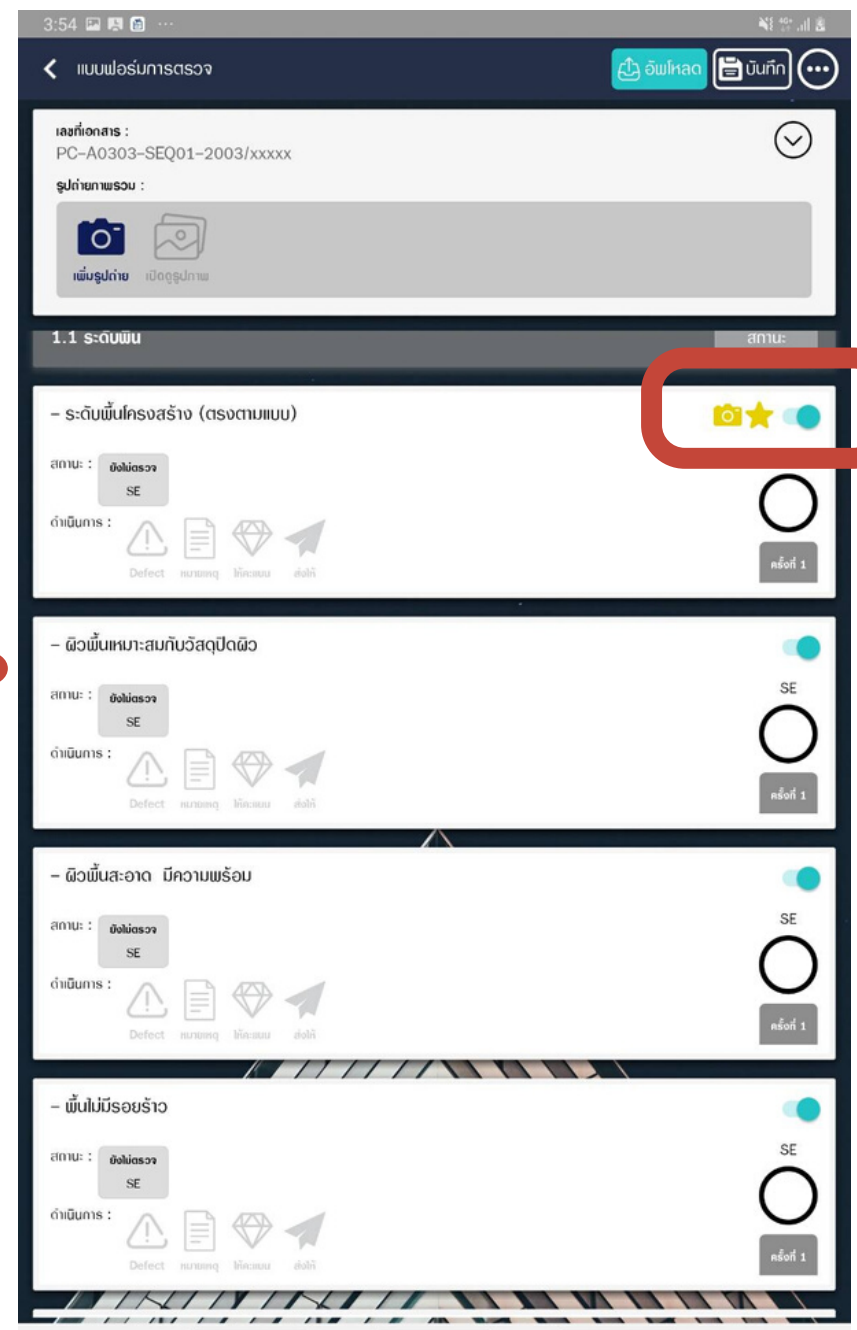 3:54
แบบฟอร์มการตรวจ
อัพโหลด
บันทึก
เลขที่เอกสาร :
PC-A0303-SEQ01-2003/xxxxx
รูปถ่ายภาพรวม :
เพิ่มรูปถ่าย เปิดดูรูปภาพ
1.1 ระดับพื้น
สถานะ
- ระดับพื้นโครงสร้าง (ตรงตามแบบ)
สถานะ : ยังไม่ตรวจ
SE
ดำเนินการ :
Defect หมายเหตุ ให้คะแนน ส่งให้
ครั้งที่ 1
- ผิวพื้นเหมาะสมกับวัสดุปิดผิว
สถานะ : ยังไม่ตรวจ
SE
SE
ดำเนินการ :
Defect หมายเหตุ ให้คะแนน ส่งให้
ครั้งที่ 1
- ผิวพื้นสะอาด มีความพร้อม
สถานะ : ยังไม่ตรวจ
SE
SE
ดำเนินการ :
Defect หมายเหตุ ให้คะแนน ส่งให้
ครั้งที่ 1
- พื้นไม่มีรอยร้าว
สถานะ : ยังไม่ตรวจ
SE
SE
ดำเนินการ :
Defect หมายเหตุ ให้คะแนน ส่งให้
ครั้งที่ 1